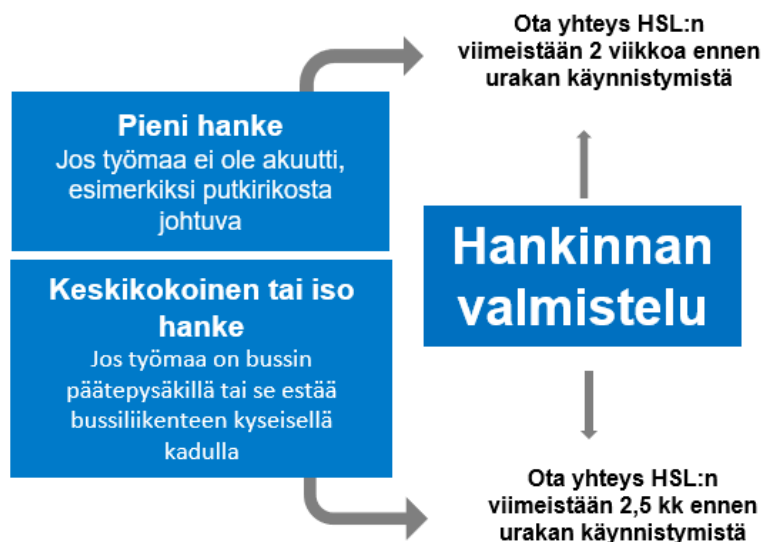 Ota yhteys HSL:n
viimeistään 2 viikkoa ennen
urakan käynnistymistä
Pieni hanke
Jos työmaa ei ole akuutti,
esimerkiksi putkirikosta
johtuva
Hankinnan
valmistelu
Keskikokoinen tai iso
hanke
Jos työmaa on bussin
päätepysäkillä tai se estää
bussiliikenteen kyseisellä
kadulla
Ota yhteys HSL:n
viimeistään 2,5 kk ennen
urakan käynnistymistä